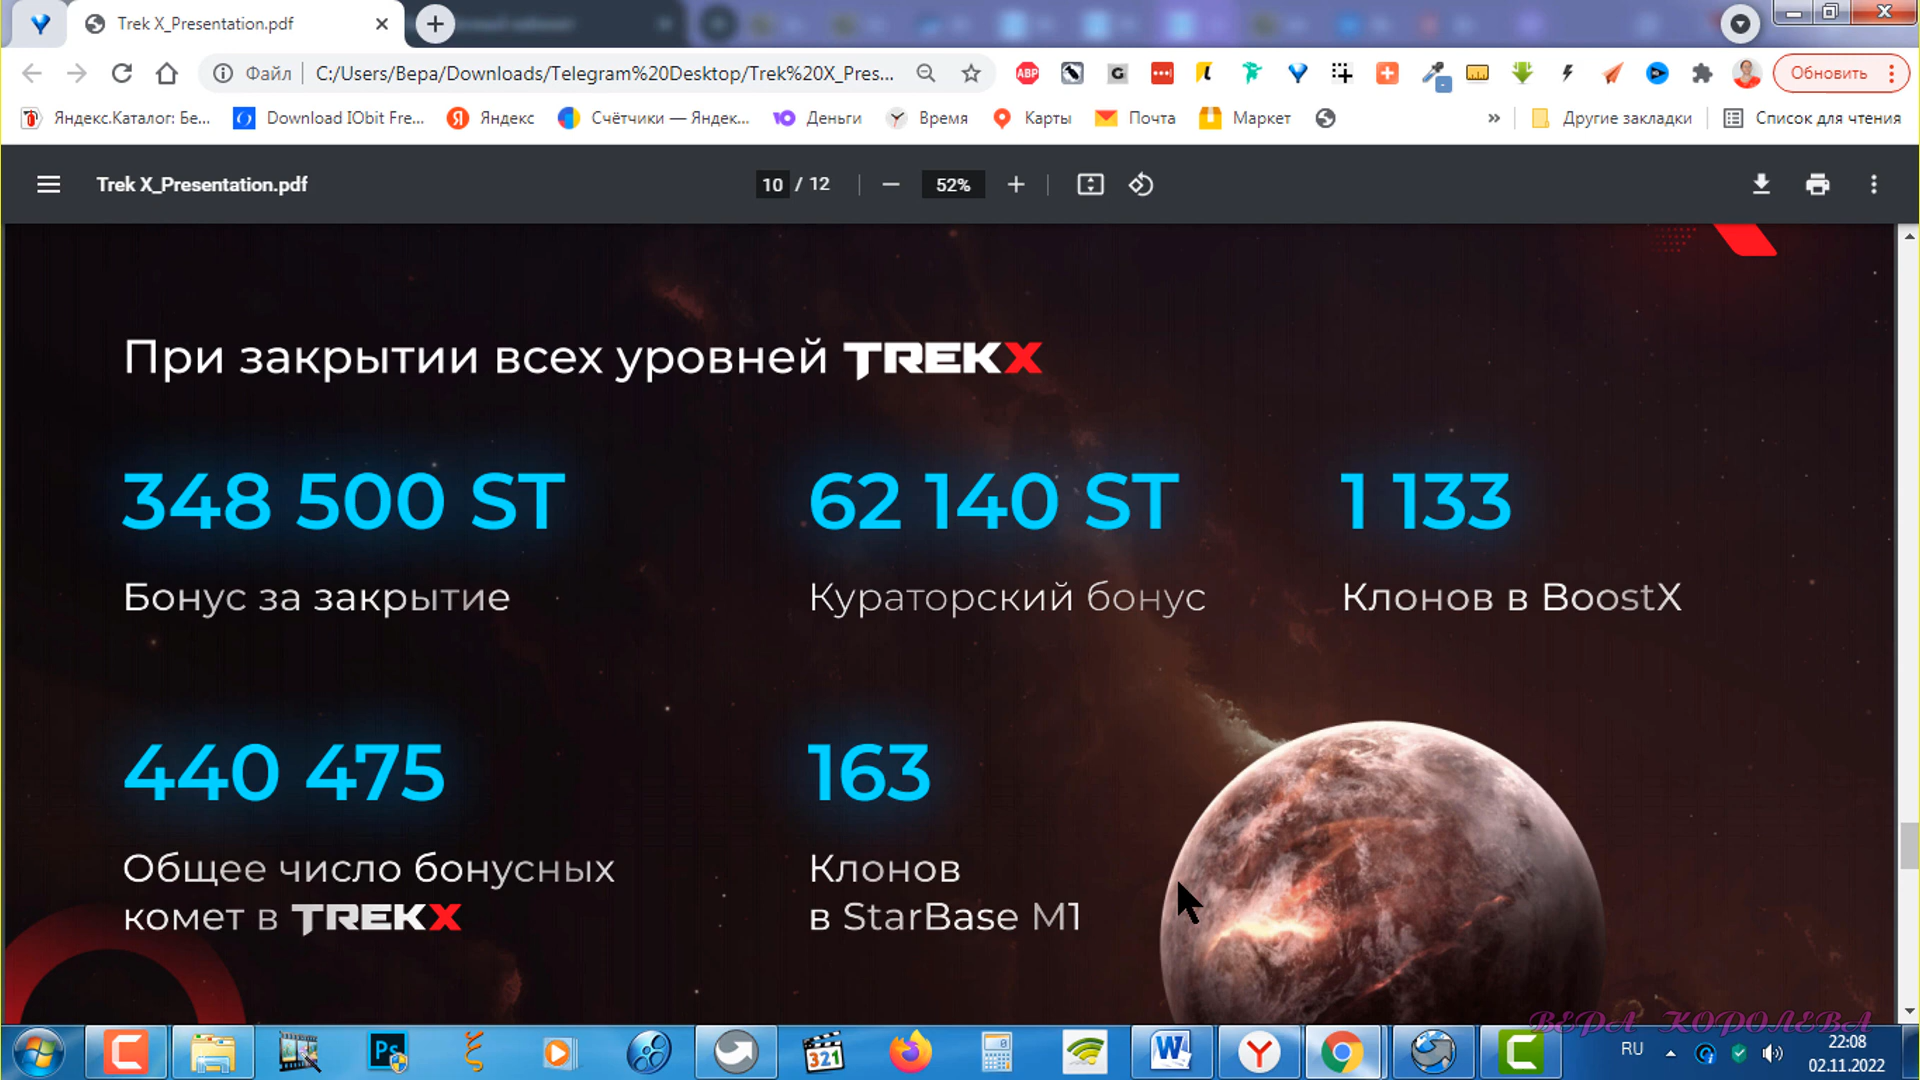 Trek X_Presentation.pdf
Файл
C:/Users/Вера/Downloads/Telegram%20Desktop/Trek%20X_Pres...
ABP
G
Обновить
Яндекс.Каталог: Бе...
Download IObit Fre...
Яндекс
Счётчики — Яндек...
Деньги
Время
Карты
Почта
Маркет
»
Другие закладки
Список для чтения
Trek X_Presentation.pdf
10 / 12
52%
При закрытии всех уровней TREKX
348 500 ST
62 140 ST
1 133
Бонус за закрытие
Кураторский бонус
Клонов в BoostX
440 475
163
Общее число бонусных
комет в TREKX
Клонов
в StarBase M1
ВЕРА КОРОЛЕВА
Ps
321
RU
22:08
02.11.2022